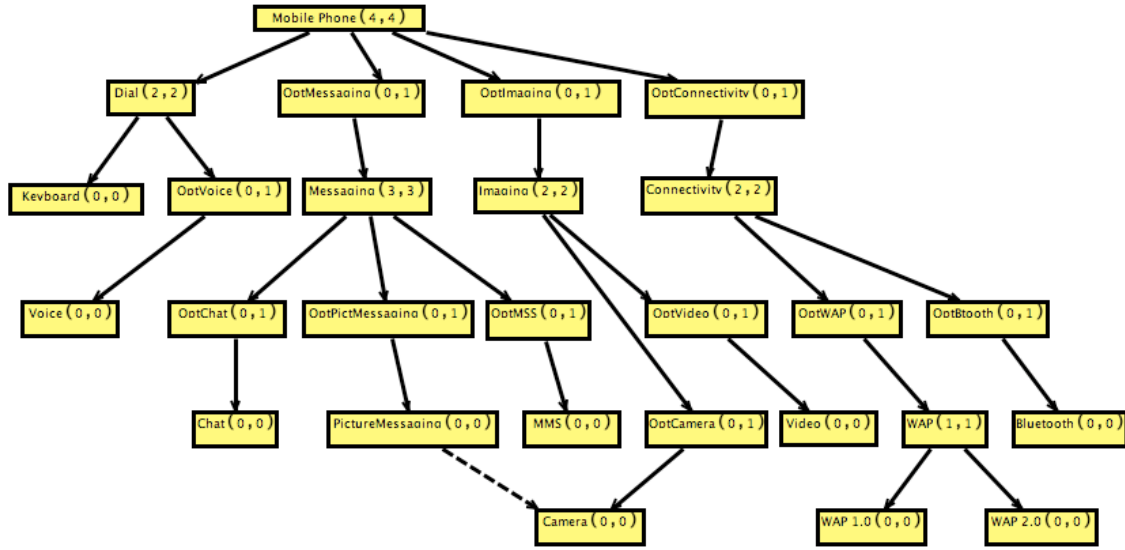 Mobile Phone (4,4)
Dial (2,2)
OptMessaging (0,1)
OptImaging (0,1)
OptConnectivity (0,1)
Keyboard (0,0)
OptVoice (0,1)
Messaging (3,3)
Imaging (2,2)
Connectivity (2,2)
Voice (0,0)
OptChat (0,1)
OptPictMessaging (0,1)
OptMSS (0,1)
OptVideo (0,1)
OptWAP (0,1)
OptBtooth (0,1)
Chat (0,0)
PictureMessaging (0,0)
MMS (0,0)
OptCamera (0,1)
Video (0,0)
WAP (1,1)
Bluetooth (0,0)
Camera (0,0)
WAP 1.0 (0,0)
WAP 2.0 (0,0)